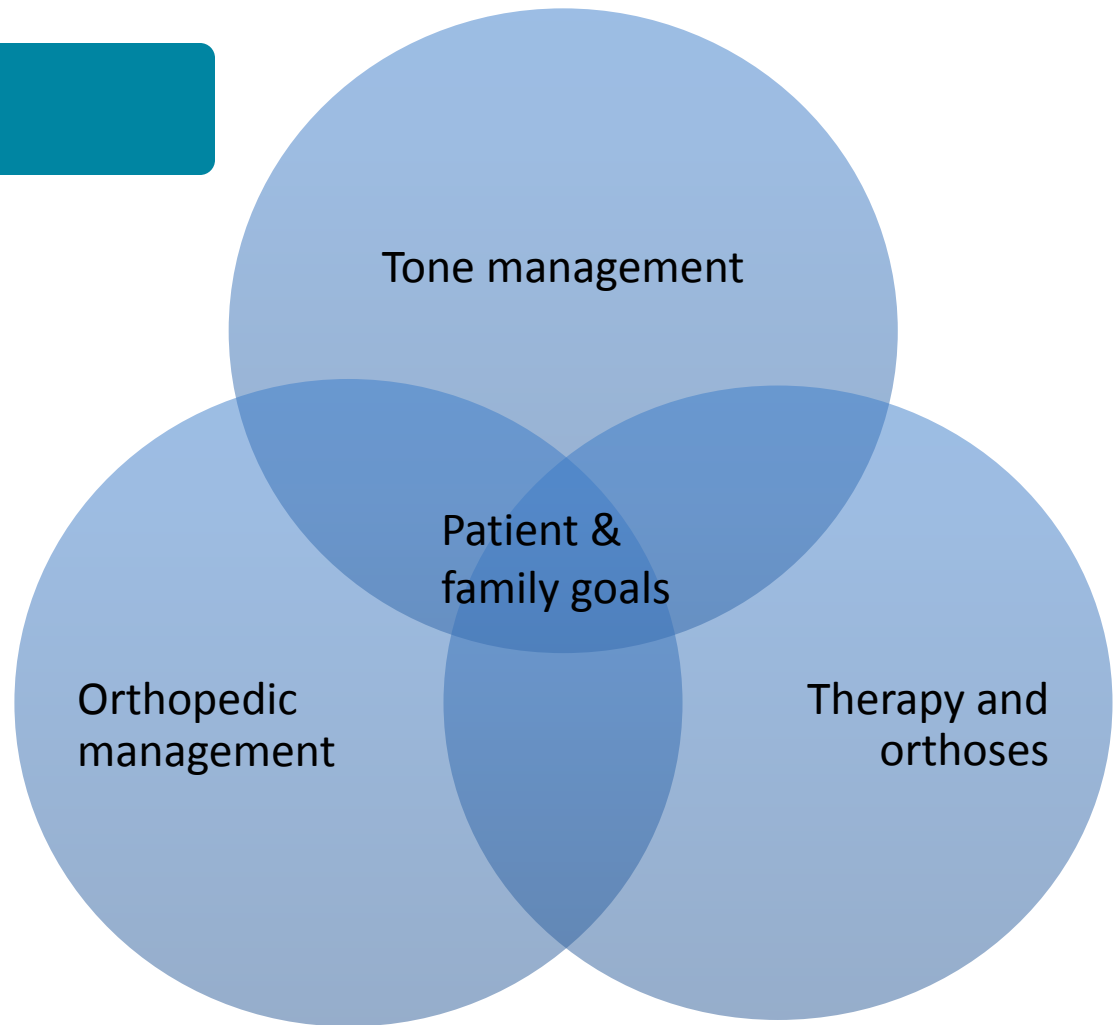 Tone management
Patient &
family goals
Orthopedic
management
Therapy and
orthoses